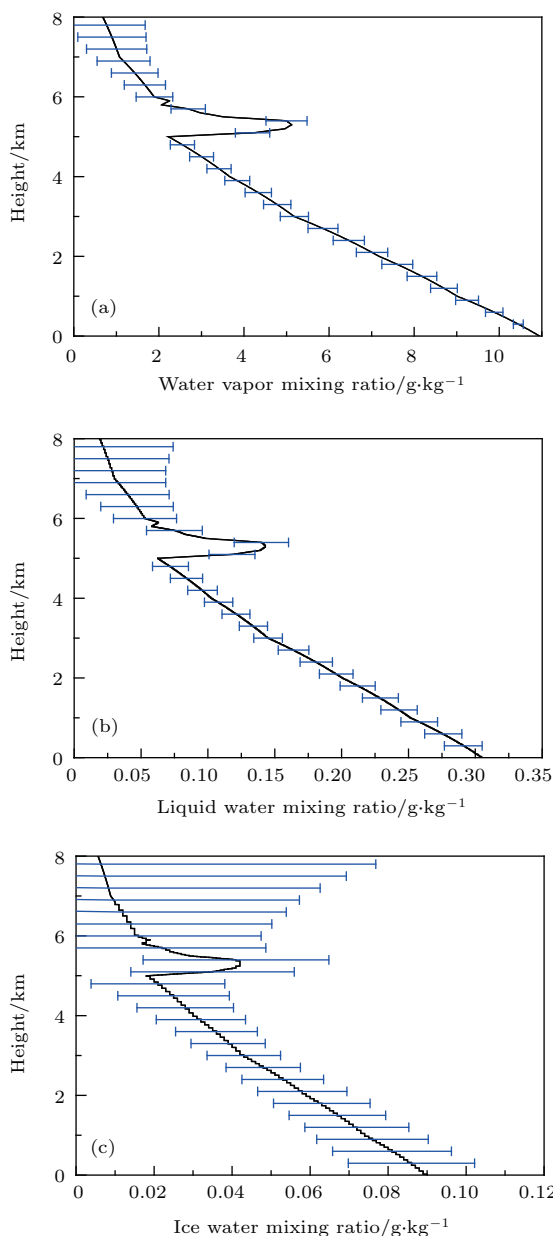 8
6
Height/km
4
2
(a)
0
0 2 4 6 8 10
Water vapor mixing ratio/g·kg⁻¹
8
6
Height/km
4
2
(b)
0
0.05 0.10 0.15 0.20 0.25 0.30 0.35
Liquid water mixing ratio/g·kg⁻¹
8
6
Height/km
4
2
(c)
0
0 0.02 0.04 0.06 0.08 0.10 0.12
Ice water mixing ratio/g·kg⁻¹